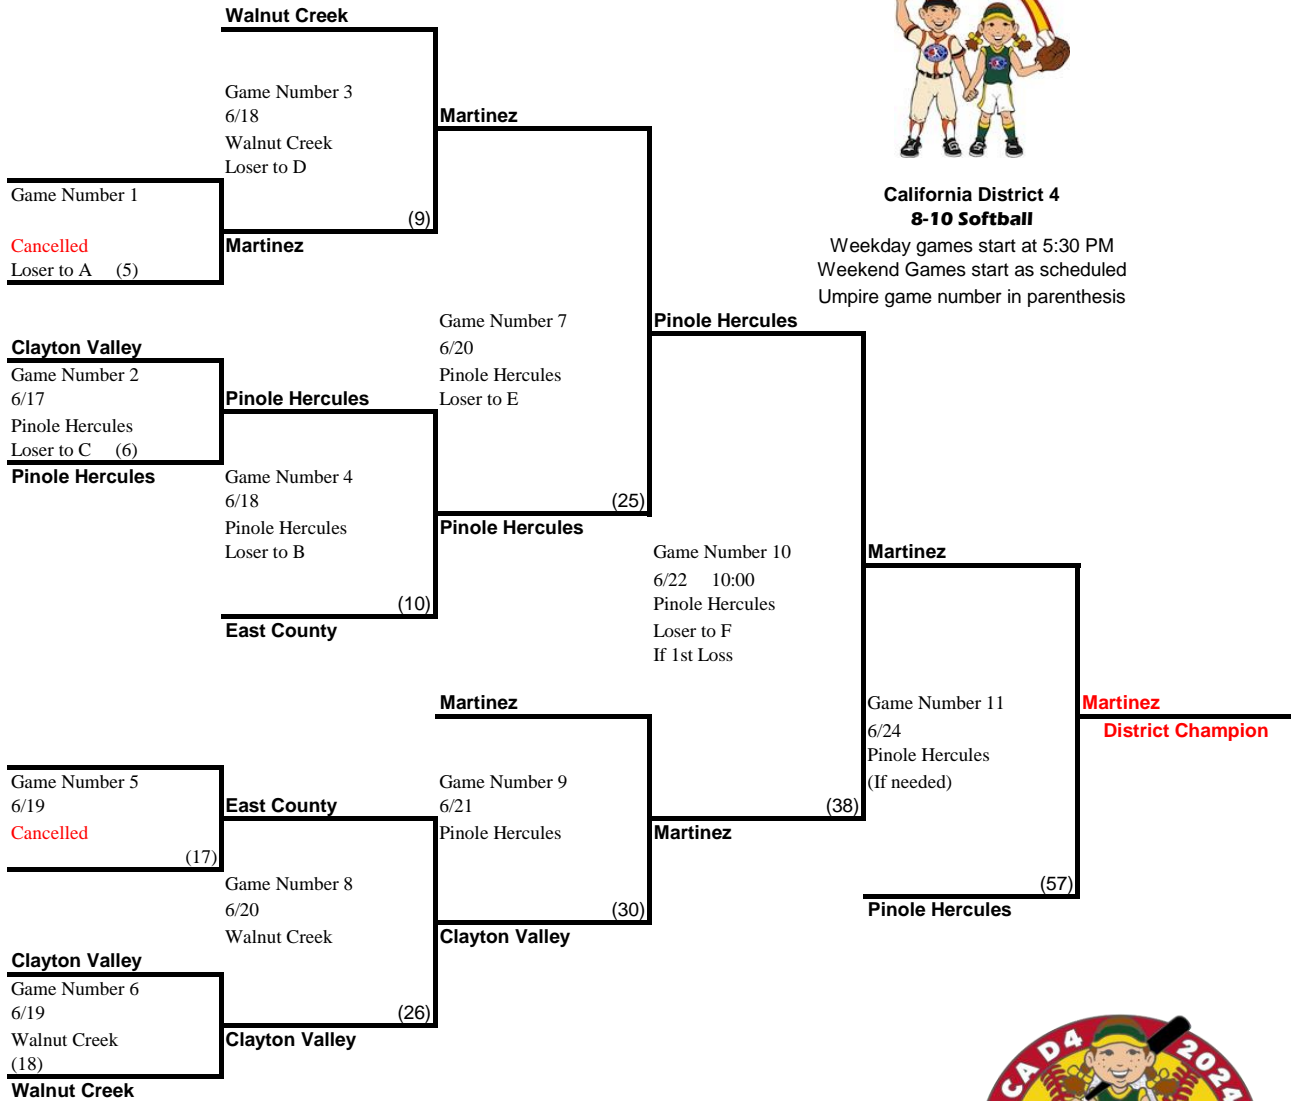 Walnut Creek
Game Number 3
6/18
Walnut Creek
Loser to D
(9)
Martinez
Martinez
Game Number 1
Cancelled
Loser to A (5)
California District 4
8-10 Softball
Weekday games start at 5:30 PM
Weekend Games start as scheduled
Umpire game number in parenthesis
Clayton Valley
Game Number 2
6/17
Pinole Hercules
Loser to C (6)
Pinole Hercules
Pinole Hercules
Game Number 4
6/18
Pinole Hercules
Loser to B
(10)
East County
Game Number 7
6/20
Pinole Hercules
Loser to E
(25)
Pinole Hercules
Pinole Hercules
Game Number 10
6/22 10:00
Pinole Hercules
Loser to F
If 1st Loss
(38)
Martinez
Martinez
Game Number 11
6/24
Pinole Hercules
(If needed)
(57)
Pinole Hercules
Martinez
District Champion
Martinez
Game Number 9
6/21
Pinole Hercules
(30)
Clayton Valley
Game Number 5
6/19
Cancelled
(17)
East County
Game Number 8
6/20
Walnut Creek
(26)
Clayton Valley
Clayton Valley
Game Number 6
6/19
Walnut Creek
(18)
Walnut Creek
CAD4 2024